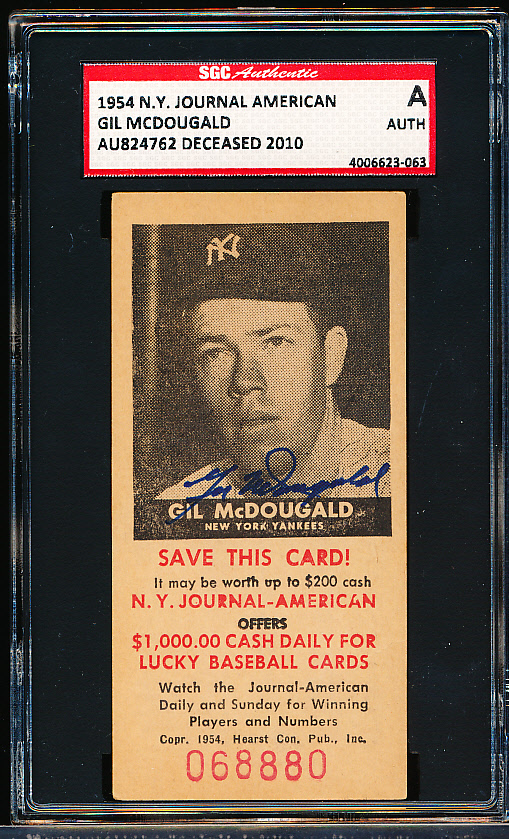 SGC Authentic
1954 N.Y. JOURNAL AMERICAN A
GIL MCDOUGALD AUTH
AU824762 DECEASED 2010
4006623-063
NY
Gil McDougald
GIL McDOUGALD
NEW YORK YANKEES
SAVE THIS CARD!
It may be worth up to $200 cash
N. Y. JOURNAL-AMERICAN
OFFERS
$1,000.00 CASH DAILY FOR
LUCKY BASEBALL CARDS
Watch the Journal-American
Daily and Sunday for Winning
Players and Numbers
Copr. 1954, Hearst Con. Pub., Inc.
068880